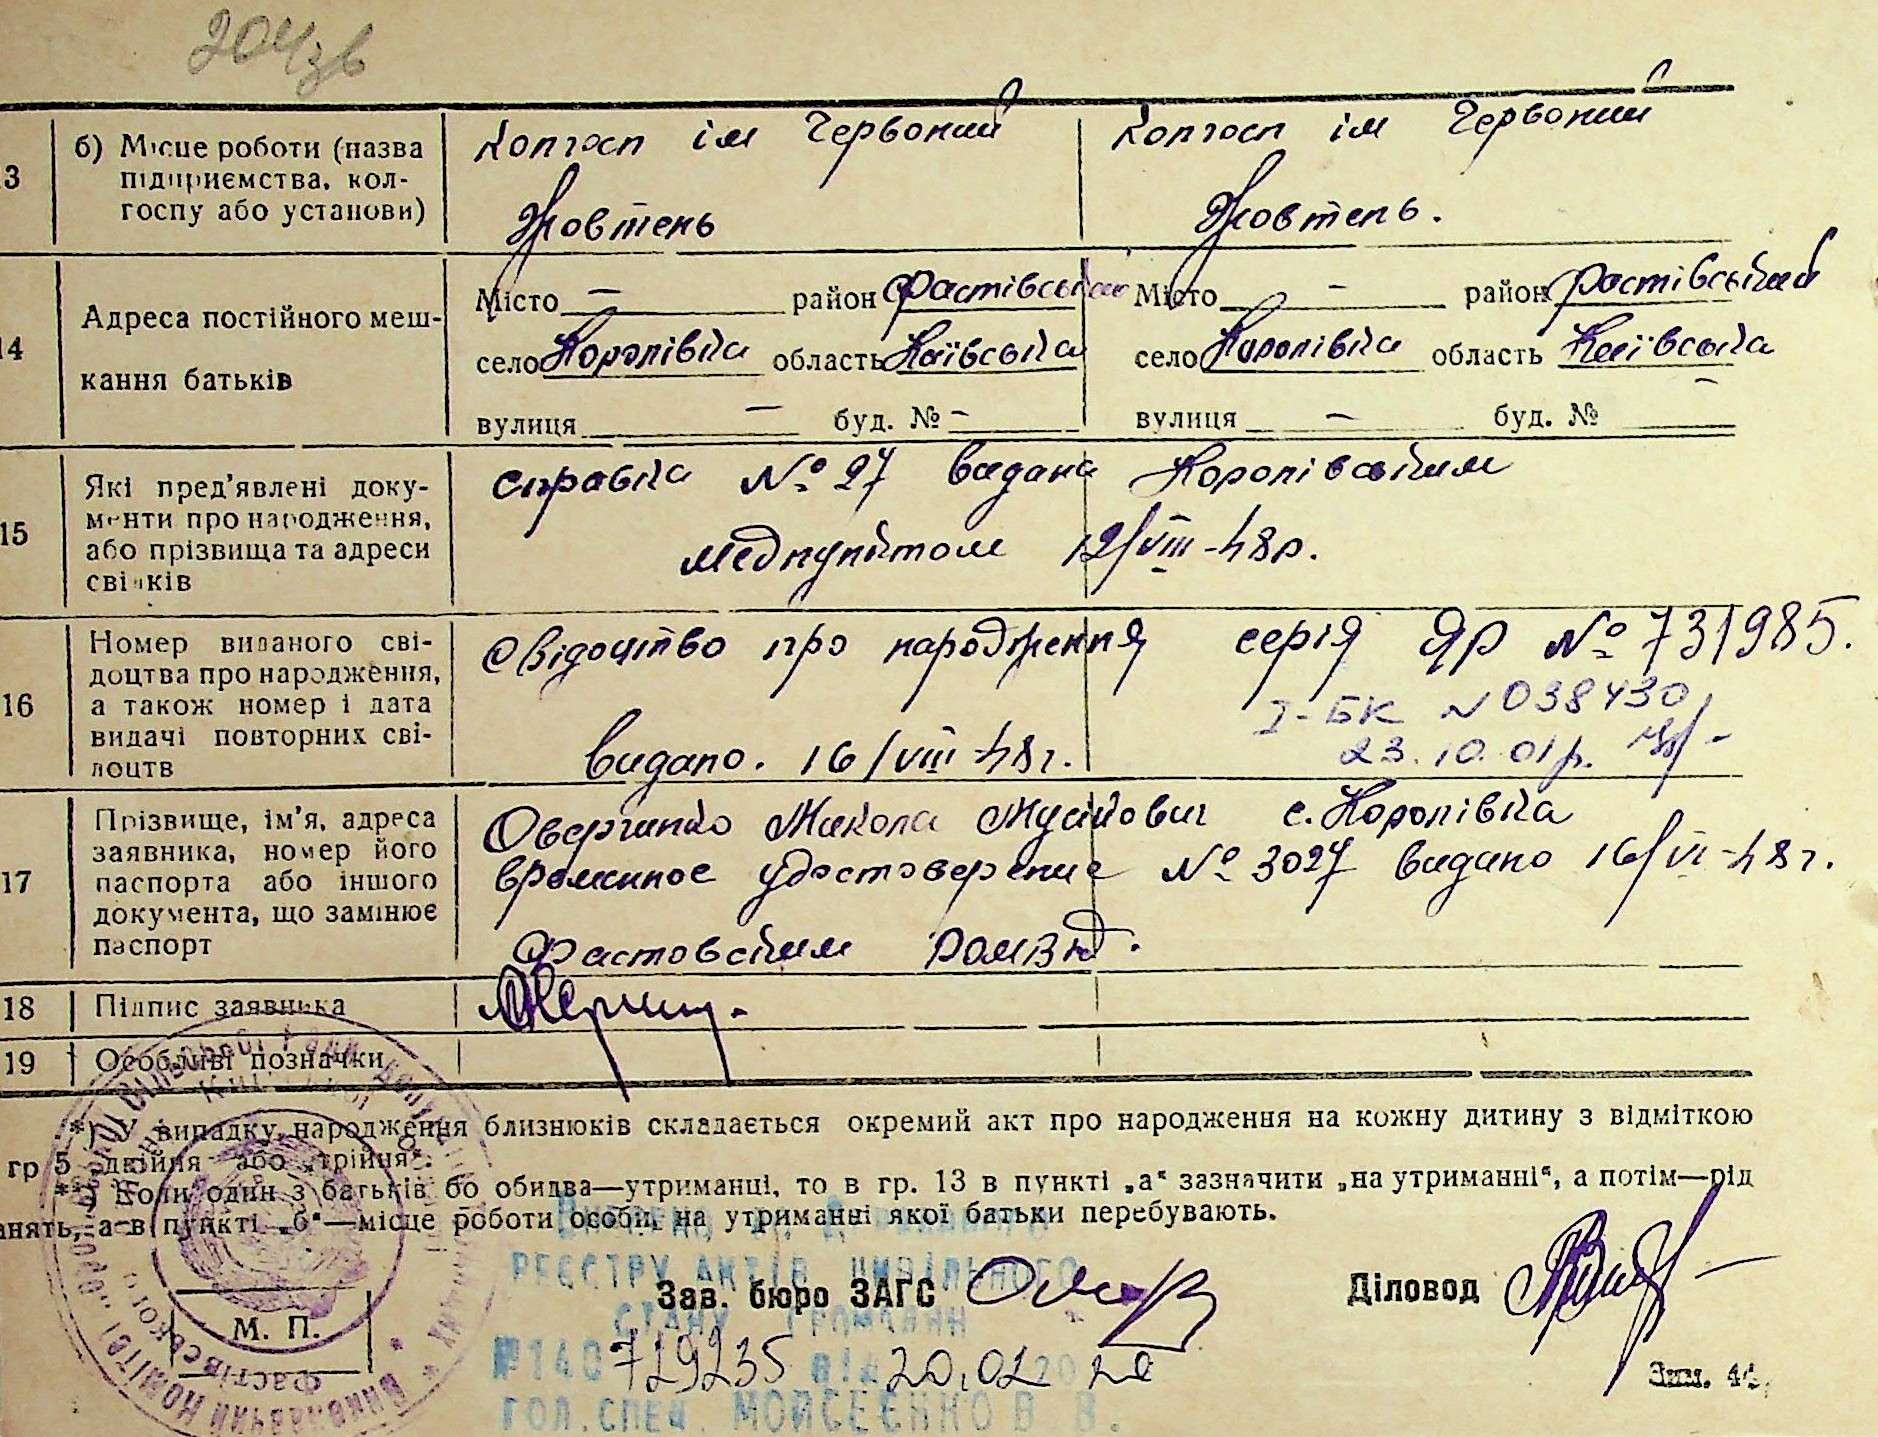 204зв
13 б) Місце роботи (назва підприємства, колгоспу або установи)
Колгосп ім Червоний Жовтень
Колгосп ім Червоний Жовтень.
14 Адреса постійного мешкання батьків
Місто — район Фастівський
село Королівка область Київська
вулиця — буд. № —
Місто — район Фастівський
село Королівка область Київська
вулиця — буд. № —
15 Які пред'явлені документи про народження, або прізвища та адреси свідків
справка № 27 видана Королівським
медпунктом 12/VIII-48р.
16 Номер виданого свідоцтва про народження, а також номер і дата видачі повторних свідоцтв
Свідоцтво про народження серія ЯР № 731985.
І-БК N 038430
видано. 16/VIII-48г.
23.10.01р.
17 Прізвище, ім'я, адреса заявника, номер його паспорта або іншого документа, що замінює паспорт
Микола Мусійович с. Королівка
временное удостоверение № 3027 видано 16/VI-48г.
Фастовским РОМВД.
18 Підпис заявника
19 Особливі позначки
*) У випадку народження близнюків складається окремий акт про народження на кожну дитину з відміткою
гр 5 „двійня" або „трійня".
**) Коли один з батьків бо обидва—утриманці, то в гр. 13 в пункті „а" зазначити „на утриманні", а потім—рід
анять, а в пункті „б"—місце роботи особи, на утриманні якої батьки перебувають.
РЕЄСТРУ АКТІВ ЦИВІЛЬНОГО
Зав. бюро ЗАГС
Діловод
СТАНУ ГРОМАДЯН
М. П.
729235 від 20.02 20
ГОЛ. СПЕЦ. МОЙСЕЄНКО В. В.
Фастівського